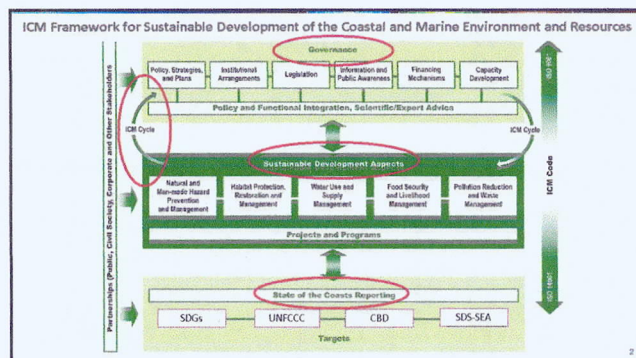 ICM Framework for Sustainable Development of the Coastal and Marine Environment and Resources
Governance
Policy, Strategies,
and Plans
Institutional
Arrangements
Legislation
Information and
Public Awareness
Financing
Mechanisms
Capacity
Development
Policy and Functional Integration, Scientific/Expert Advice
ICM Cycle
ICM Cycle
Sustainable Development Aspects
Natural and
Man-made Hazard
Prevention
and Management
Habitat Protection,
Restoration and
Management
Water Use and
Supply
Management
Food Security
and Livelihood
Management
Pollution Reduction
and Waste
Management
Projects and Programs
State of the Coasts Reporting
SDGs
UNFCCC
CBD
SDS-SEA
Targets
Partnerships (Public, Civil Society, Corporate and Other Stakeholders
ICM Code
ISO 14001
2